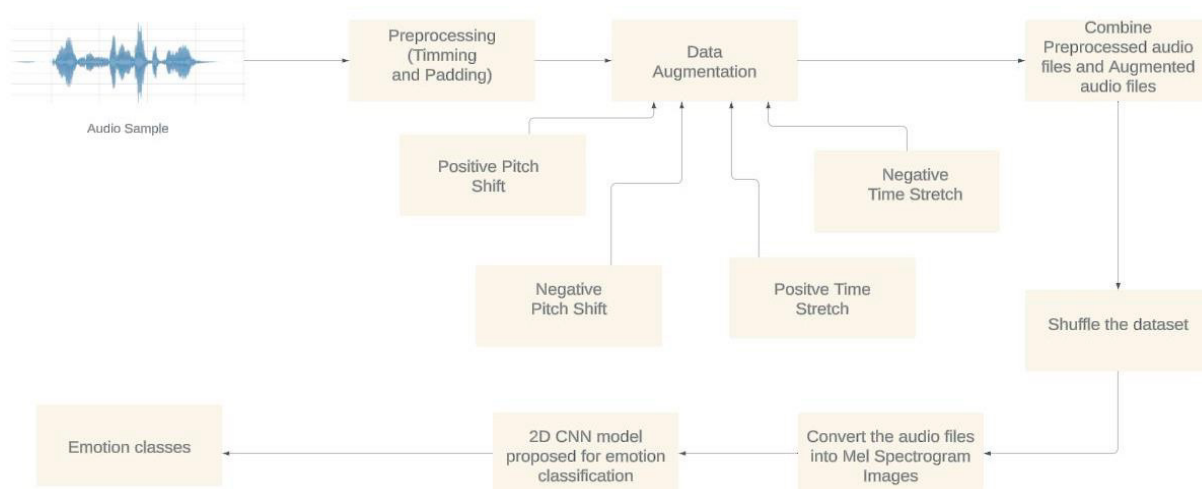 Audio Sample
Preprocessing
(Timming
and Padding)
Data
Augmentation
Combine
Preprocessed audio
files and Augmented
audio files
Positive Pitch
Shift
Negative
Pitch Shift
Positve Time
Stretch
Negative
Time Stretch
Shuffle the dataset
Convert the audio files
into Mel Spectrogram
Images
2D CNN model
proposed for emotion
classification
Emotion classes